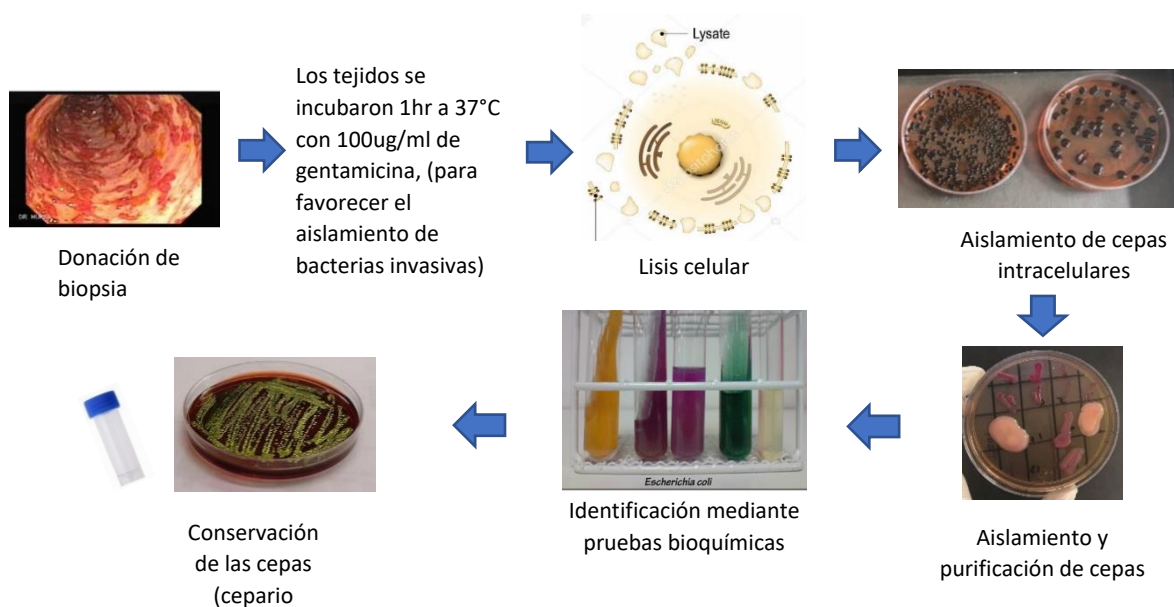 Donación de
biopsia
Los tejidos se
incubaron 1hr a 37°C
con 100ug/ml de
gentamicina, (para
favorecer el
aislamiento de
bacterias invasivas)
Lysate
Lisis celular
Aislamiento de cepas
intracelulares
Aislamiento y
purificación de cepas
Escherichia coli
Identificación mediante
pruebas bioquímicas
Conservación
de las cepas
(cepario